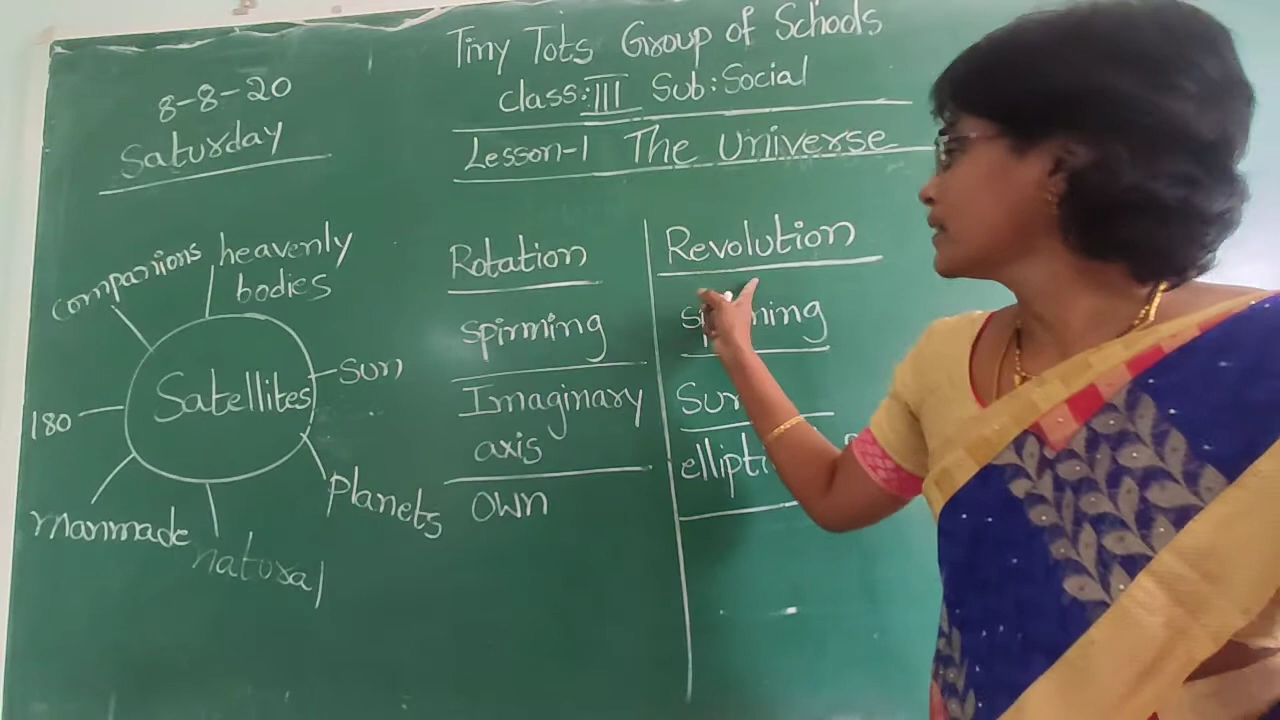 Tiny Tots Group of Schools
8-8-20
Class: III Sub: Social
Saturday
Lesson-1 The Universe
companions
heavenly
bodies
Satellites
Sun
180
Planets
manmade
natural
Rotation
spinning
Imaginary
axis
own
Revolution